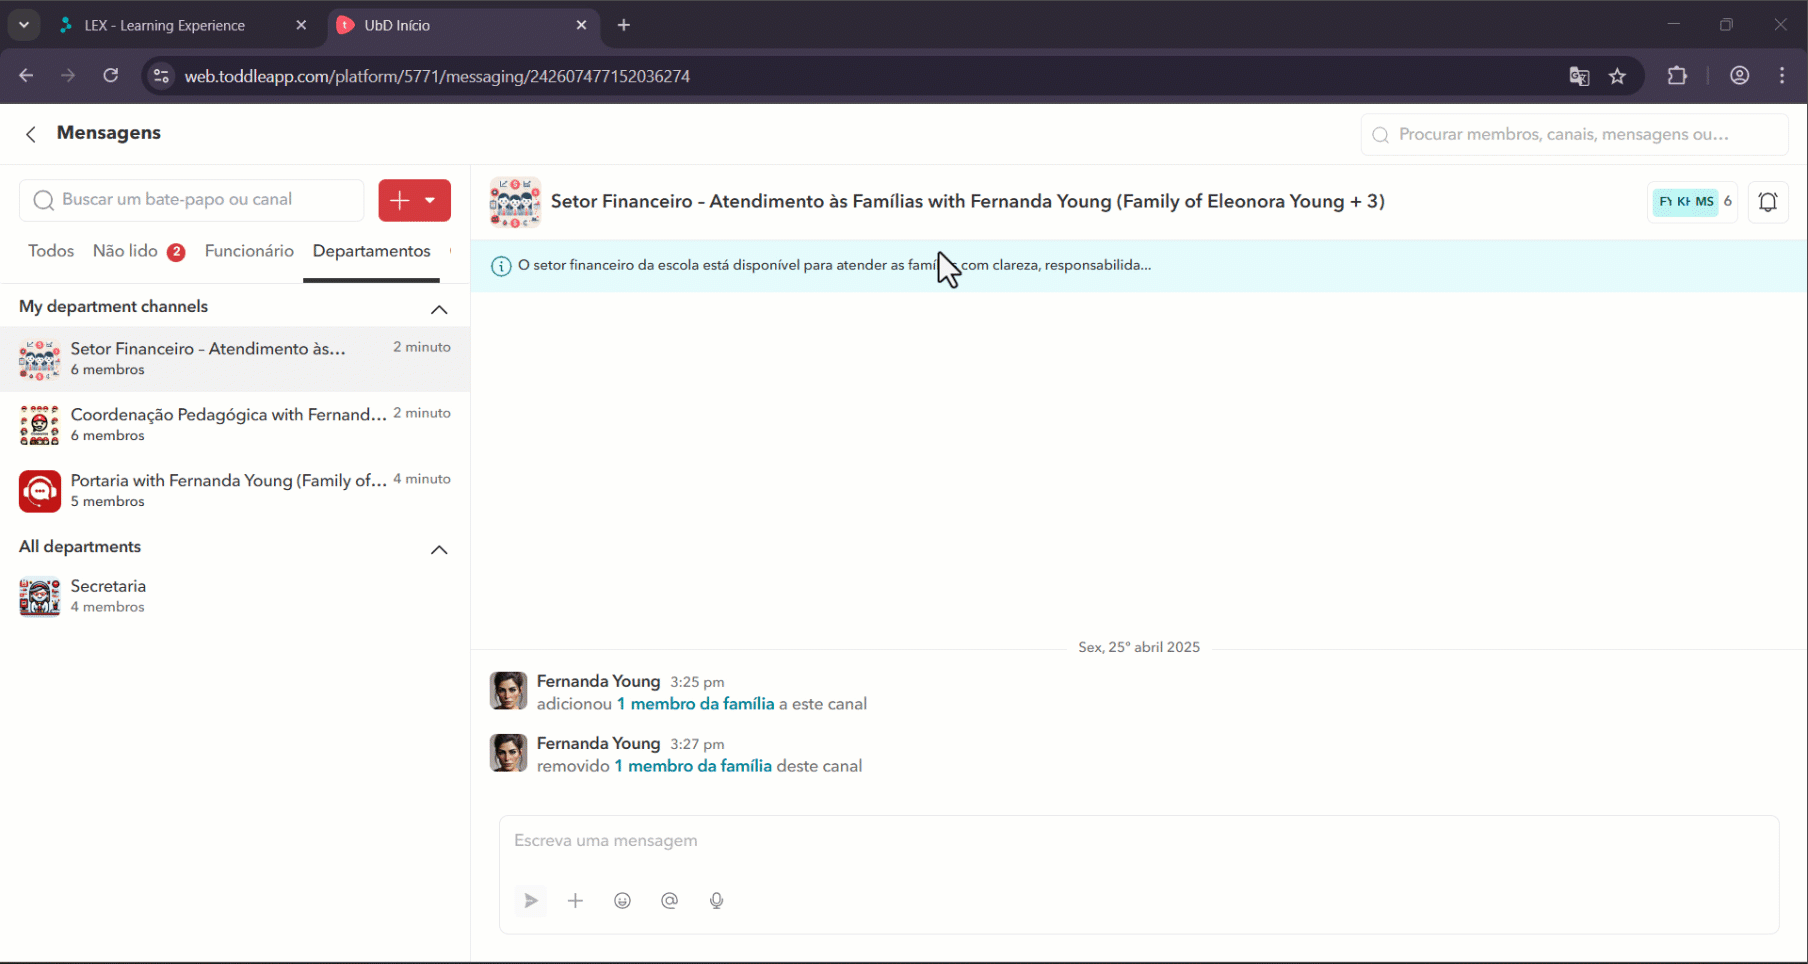 LEX - Learning Experience
UbD Início
web.toddleapp.com/platform/5771/messaging/242607477152036274
Mensagens
Procurar membros, canais, mensagens ou...
Buscar um bate-papo ou canal
Todos
Não lido 2
Funcionário
Departamentos
My department channels
Setor Financeiro – Atendimento às... 2 minuto
6 membros
Coordenação Pedagógica with Fernand... 2 minuto
6 membros
Portaria with Fernanda Young (Family of... 4 minuto
5 membros
All departments
Secretaria
4 membros
Setor Financeiro – Atendimento às Famílias with Fernanda Young (Family of Eleonora Young + 3)
FY KH MS 6
O setor financeiro da escola está disponível para atender as com clareza, responsabilida...
Sex, 25º abril 2025
Fernanda Young 3:25 pm
adicionou 1 membro da família a este canal
Fernanda Young 3:27 pm
removido 1 membro da família deste canal
Escreva uma mensagem